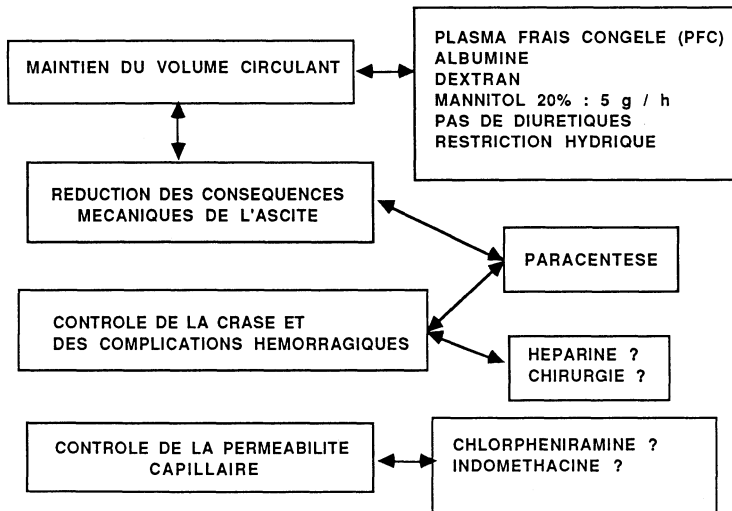 MAINTIEN DU VOLUME CIRCULANT
PLASMA FRAIS CONGELE (PFC)
ALBUMINE
DEXTRAN
MANNITOL 20% : 5 g / h
PAS DE DIURETIQUES
RESTRICTION HYDRIQUE
REDUCTION DES CONSEQUENCES
MECANIQUES DE L'ASCITE
PARACENTESE
CONTROLE DE LA CRASE ET
DES COMPLICATIONS HEMORRAGIQUES
HEPARINE ?
CHIRURGIE ?
CONTROLE DE LA PERMEABILITE
CAPILLAIRE
CHLORPHENIRAMINE ?
INDOMETHACINE ?